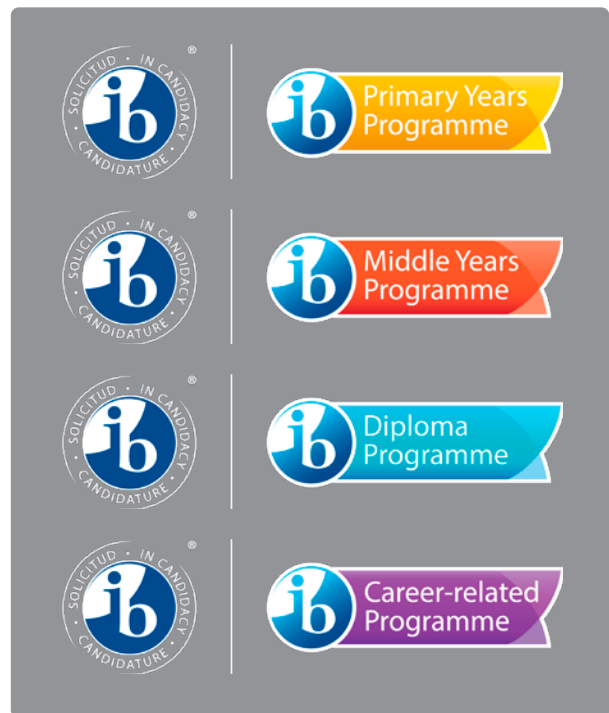 SOLICITUD · IN CANDIDACY · CANDIDATURE ·
ib
®
ib
Primary Years
Programme
SOLICITUD · IN CANDIDACY · CANDIDATURE ·
ib
®
ib
Middle Years
Programme
SOLICITUD · IN CANDIDACY · CANDIDATURE ·
ib
®
ib
Diploma
Programme
SOLICITUD · IN CANDIDACY · CANDIDATURE ·
ib
®
ib
Career-related
Programme